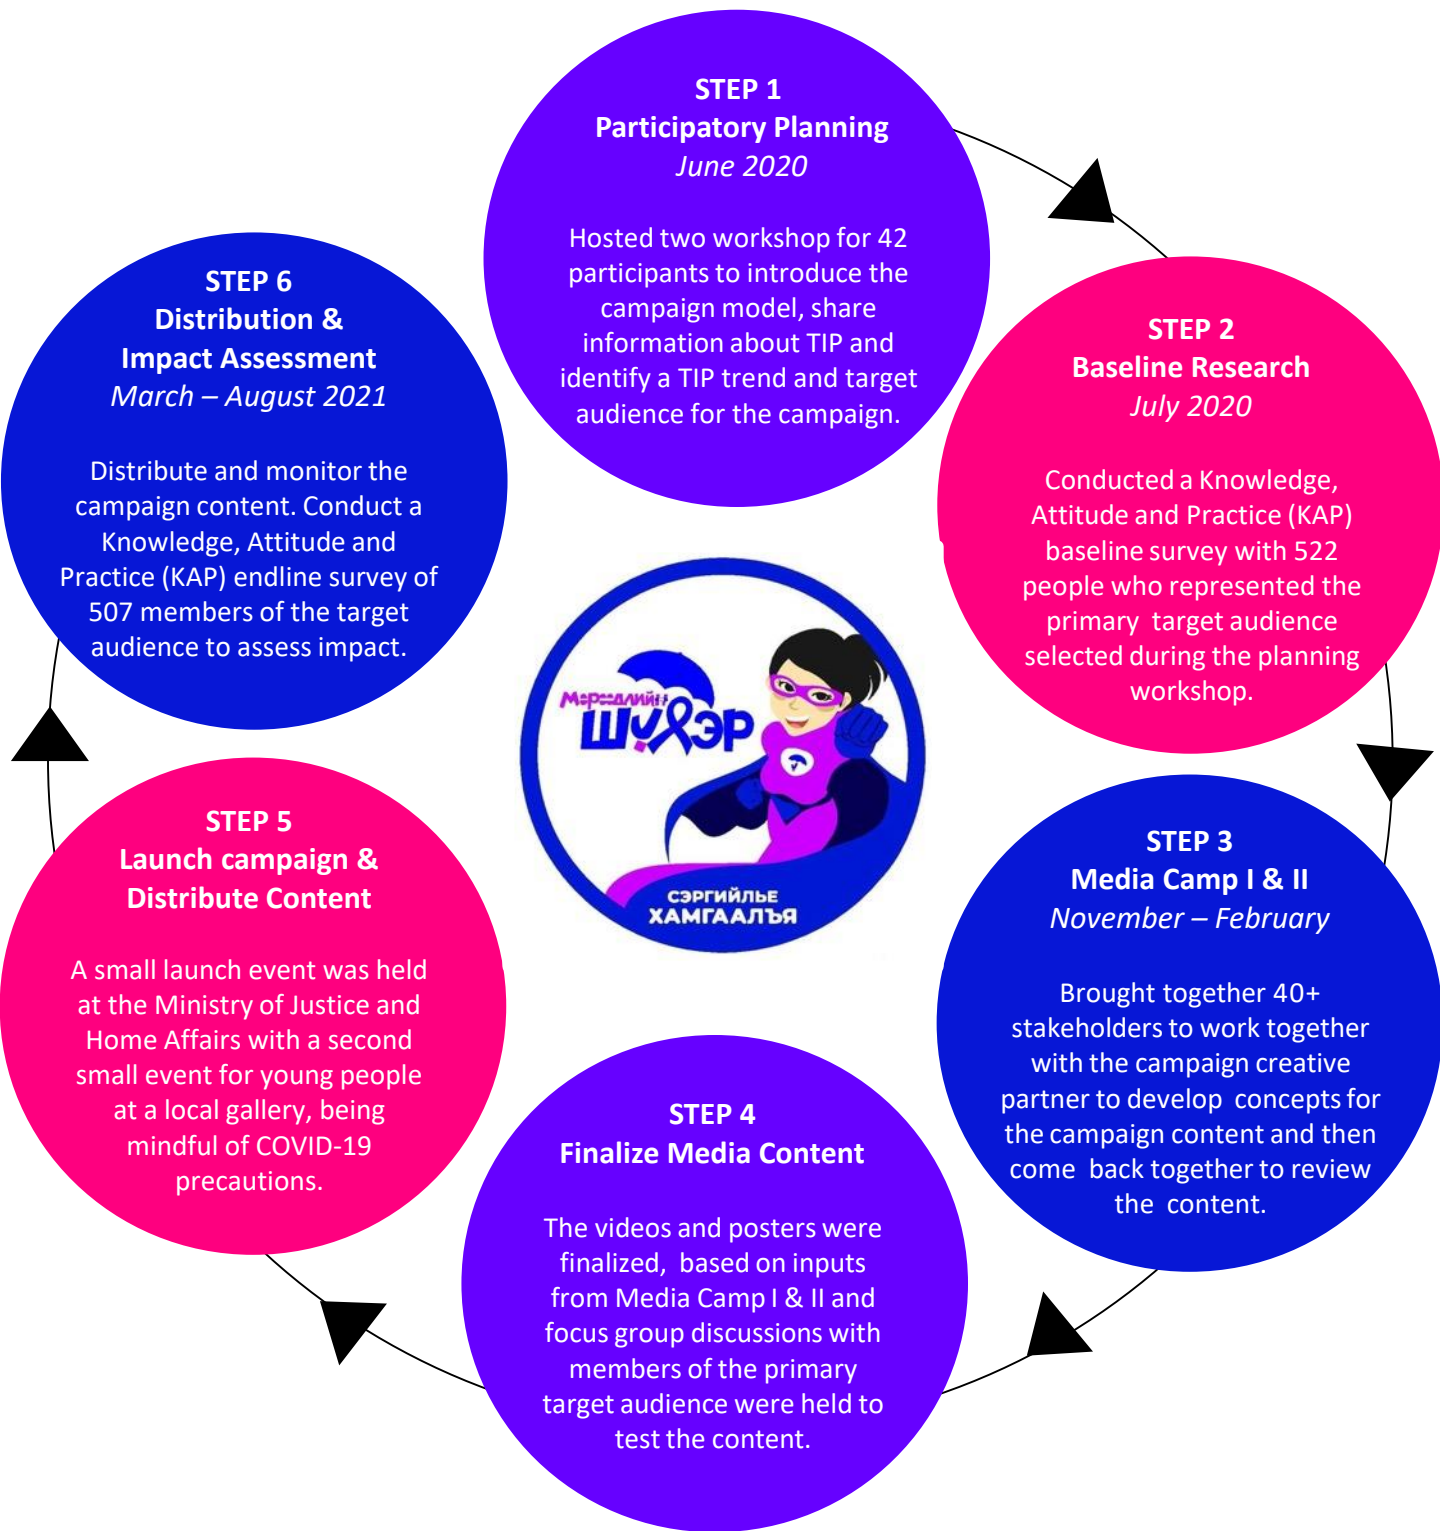 STEP 1
Participatory Planning
June 2020
Hosted two workshop for 42
participants to introduce the
campaign model, share
information about TIP and
identify a TIP trend and target
audience for the campaign.
STEP 2
Baseline Research
July 2020
Conducted a Knowledge,
Attitude and Practice (KAP)
baseline survey with 522
people who represented the
primary target audience
selected during the planning
workshop.
STEP 3
Media Camp I & II
November – February
Brought together 40+
stakeholders to work together
with the campaign creative
partner to develop concepts for
the campaign content and then
come back together to review
the content.
STEP 4
Finalize Media Content
The videos and posters were
finalized, based on inputs
from Media Camp I & II and
focus group discussions with
members of the primary
target audience were held to
test the content.
STEP 5
Launch campaign &
Distribute Content
A small launch event was held
at the Ministry of Justice and
Home Affairs with a second
small event for young people
at a local gallery, being
mindful of COVID-19
precautions.
STEP 6
Distribution &
Impact Assessment
March – August 2021
Distribute and monitor the
campaign content. Conduct a
Knowledge, Attitude and
Practice (KAP) endline survey of
507 members of the target
audience to assess impact.
Мөрөөдлийн
ШҮХЭР
СЭРГИЙЛЬЕ
ХАМГААЛЪЯ